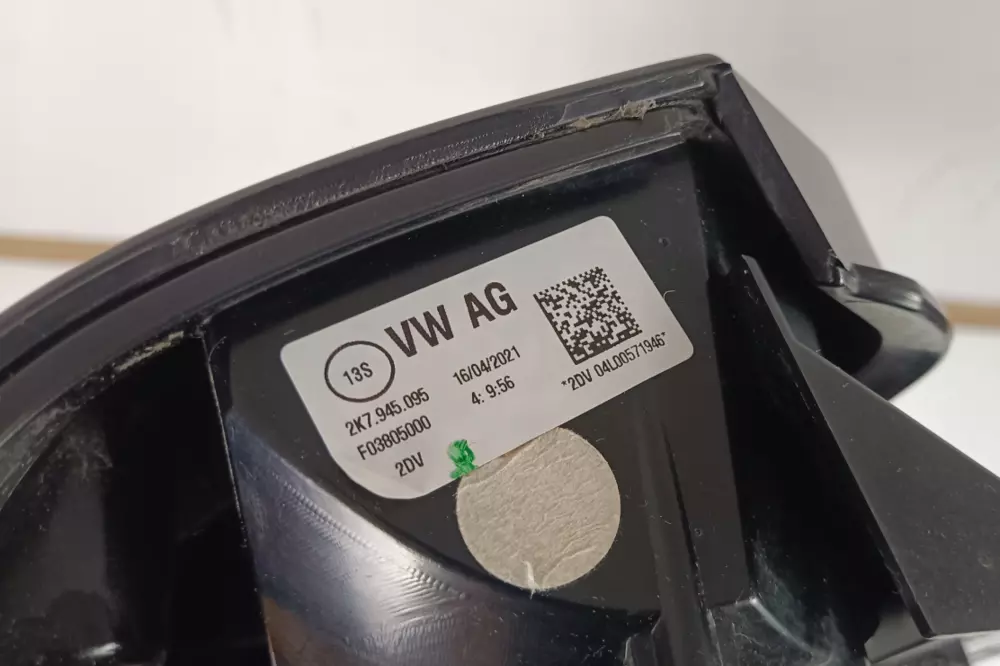 13S
VW AG
2K7.945.095
F03805000
2DV
16/04/2021
4: 9:56
*2DV 04L00571946*